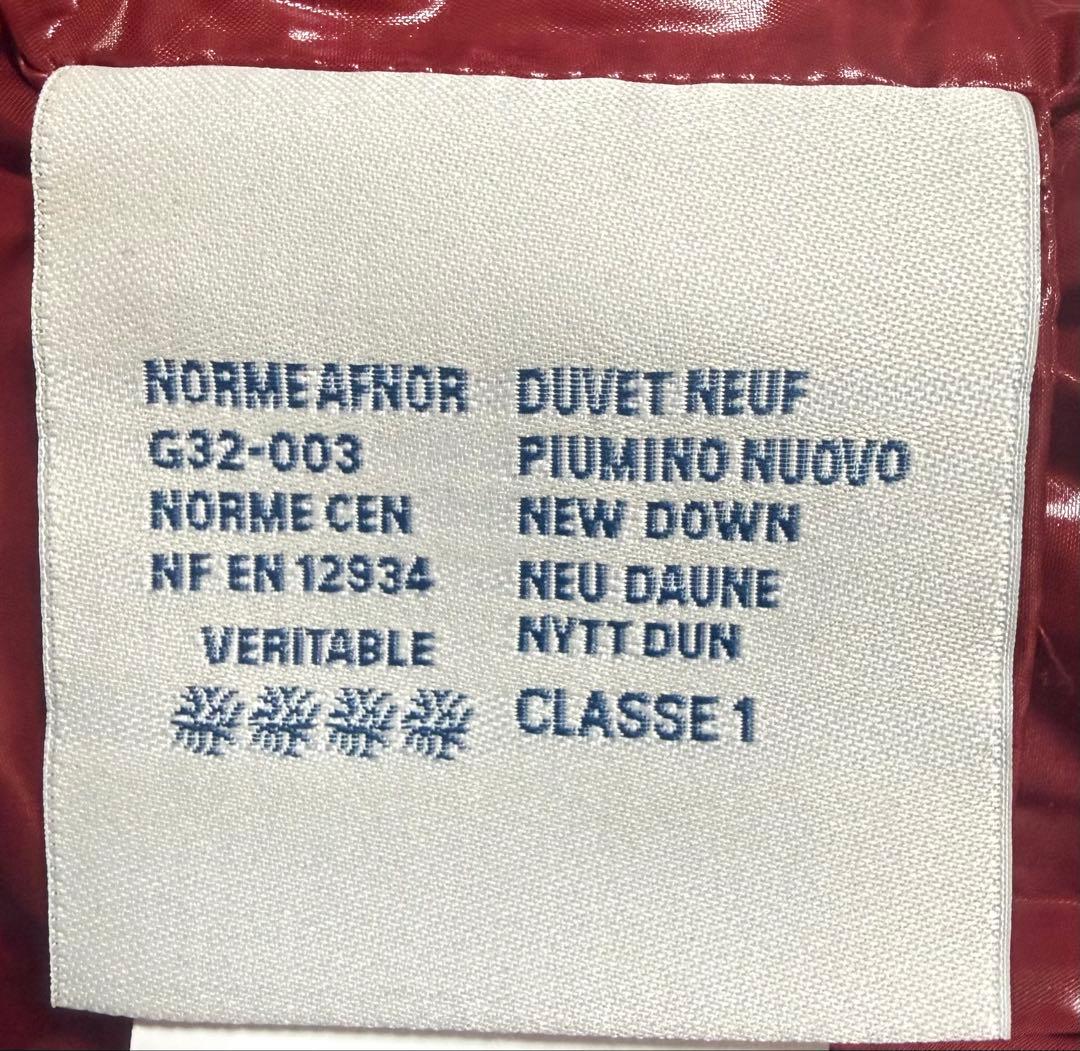 NORME AFNOR
G32-003
NORME CEN
NF EN 12934
VERITABLE
DUVET NEUF
PIUMINO NUOVO
NEW DOWN
NEU DAUNE
NYTT DUN
CLASSE 1